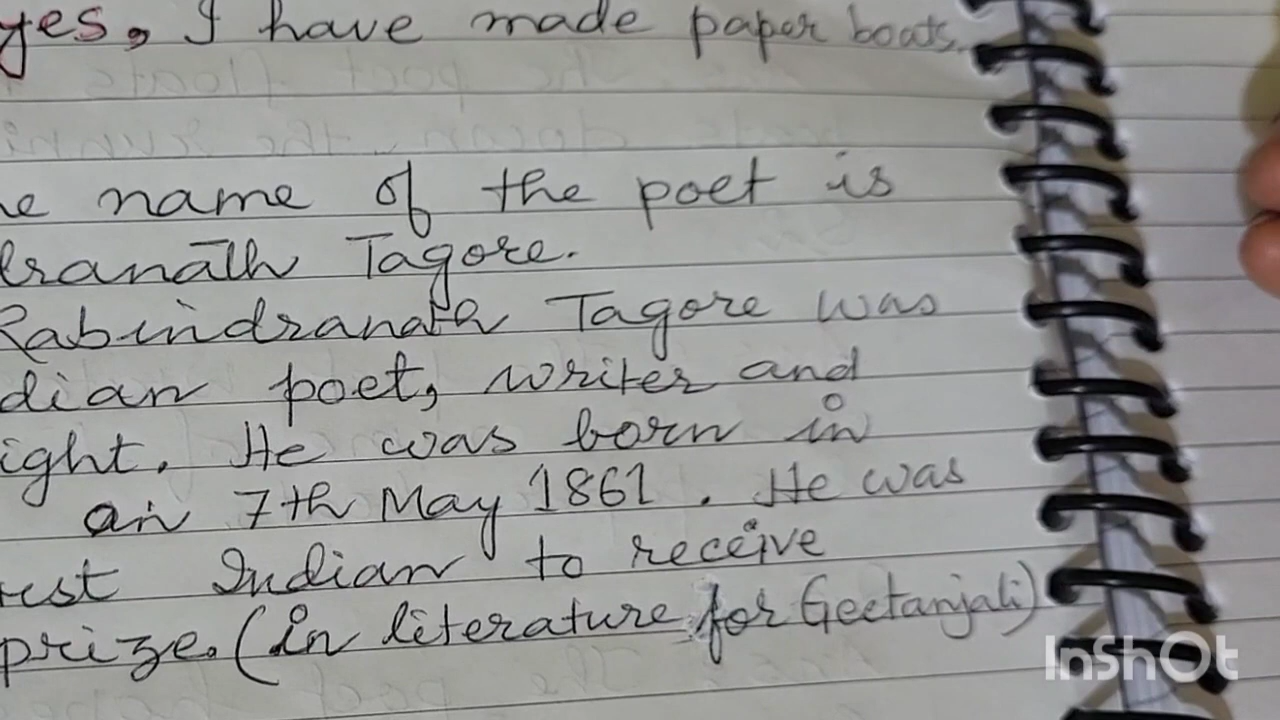 yes, I have made paper boats.
he name of the poet is
dranath Tagore.
Rabindranath Tagore was
dian poet, writer and
ight. He was born in
on 7th May 1861. He was
rst Indian to receive
prize. (in literature for Geetanjali)
InShOt